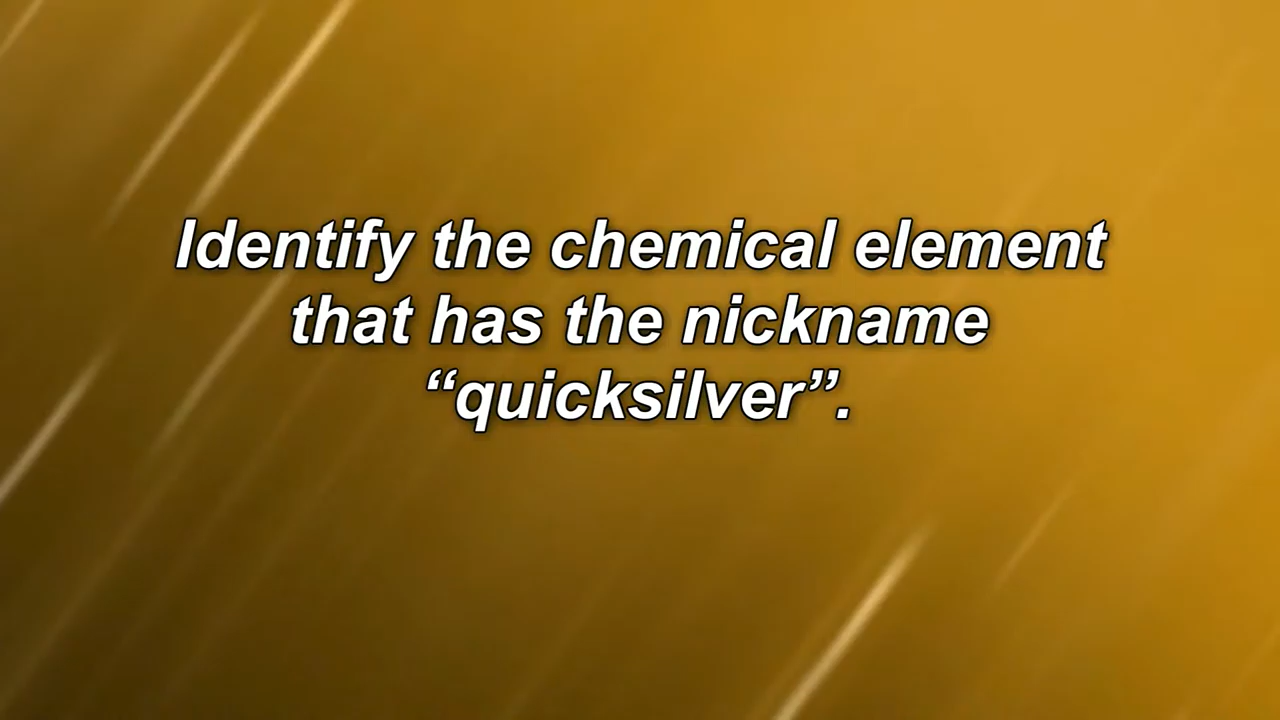 Identify the chemical element
that has the nickname
“quicksilver”.